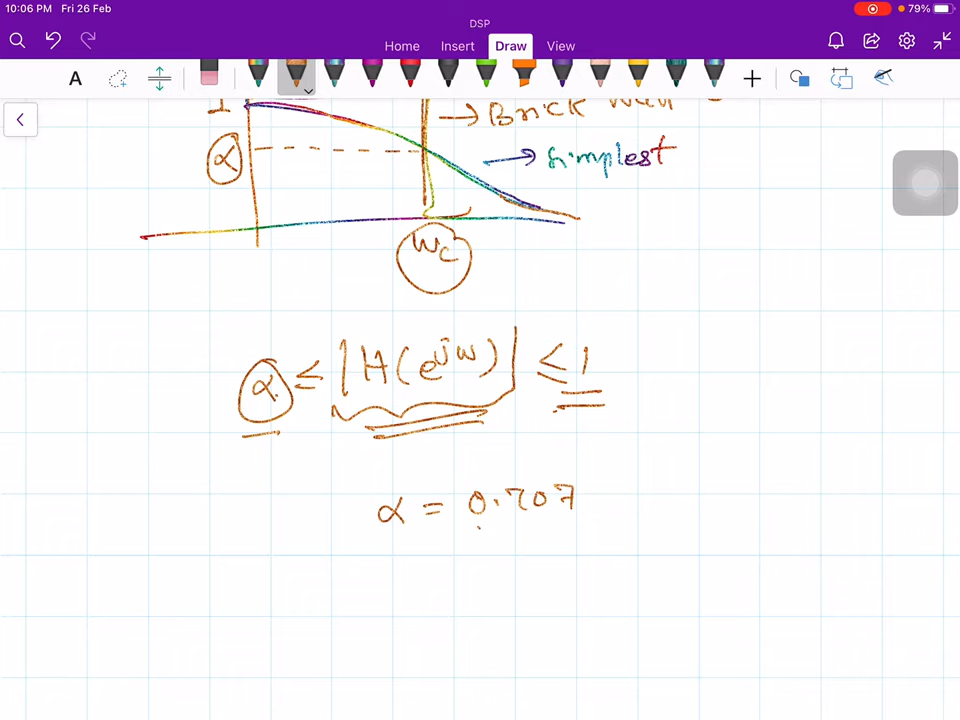 10:06 PM Fri 26 Feb
79%
DSP
Home Insert Draw View
A
1 → Brick Wall
α → Simplest
ωc
α ≤ |H(e^jω)| ≤ 1
α = 0.707